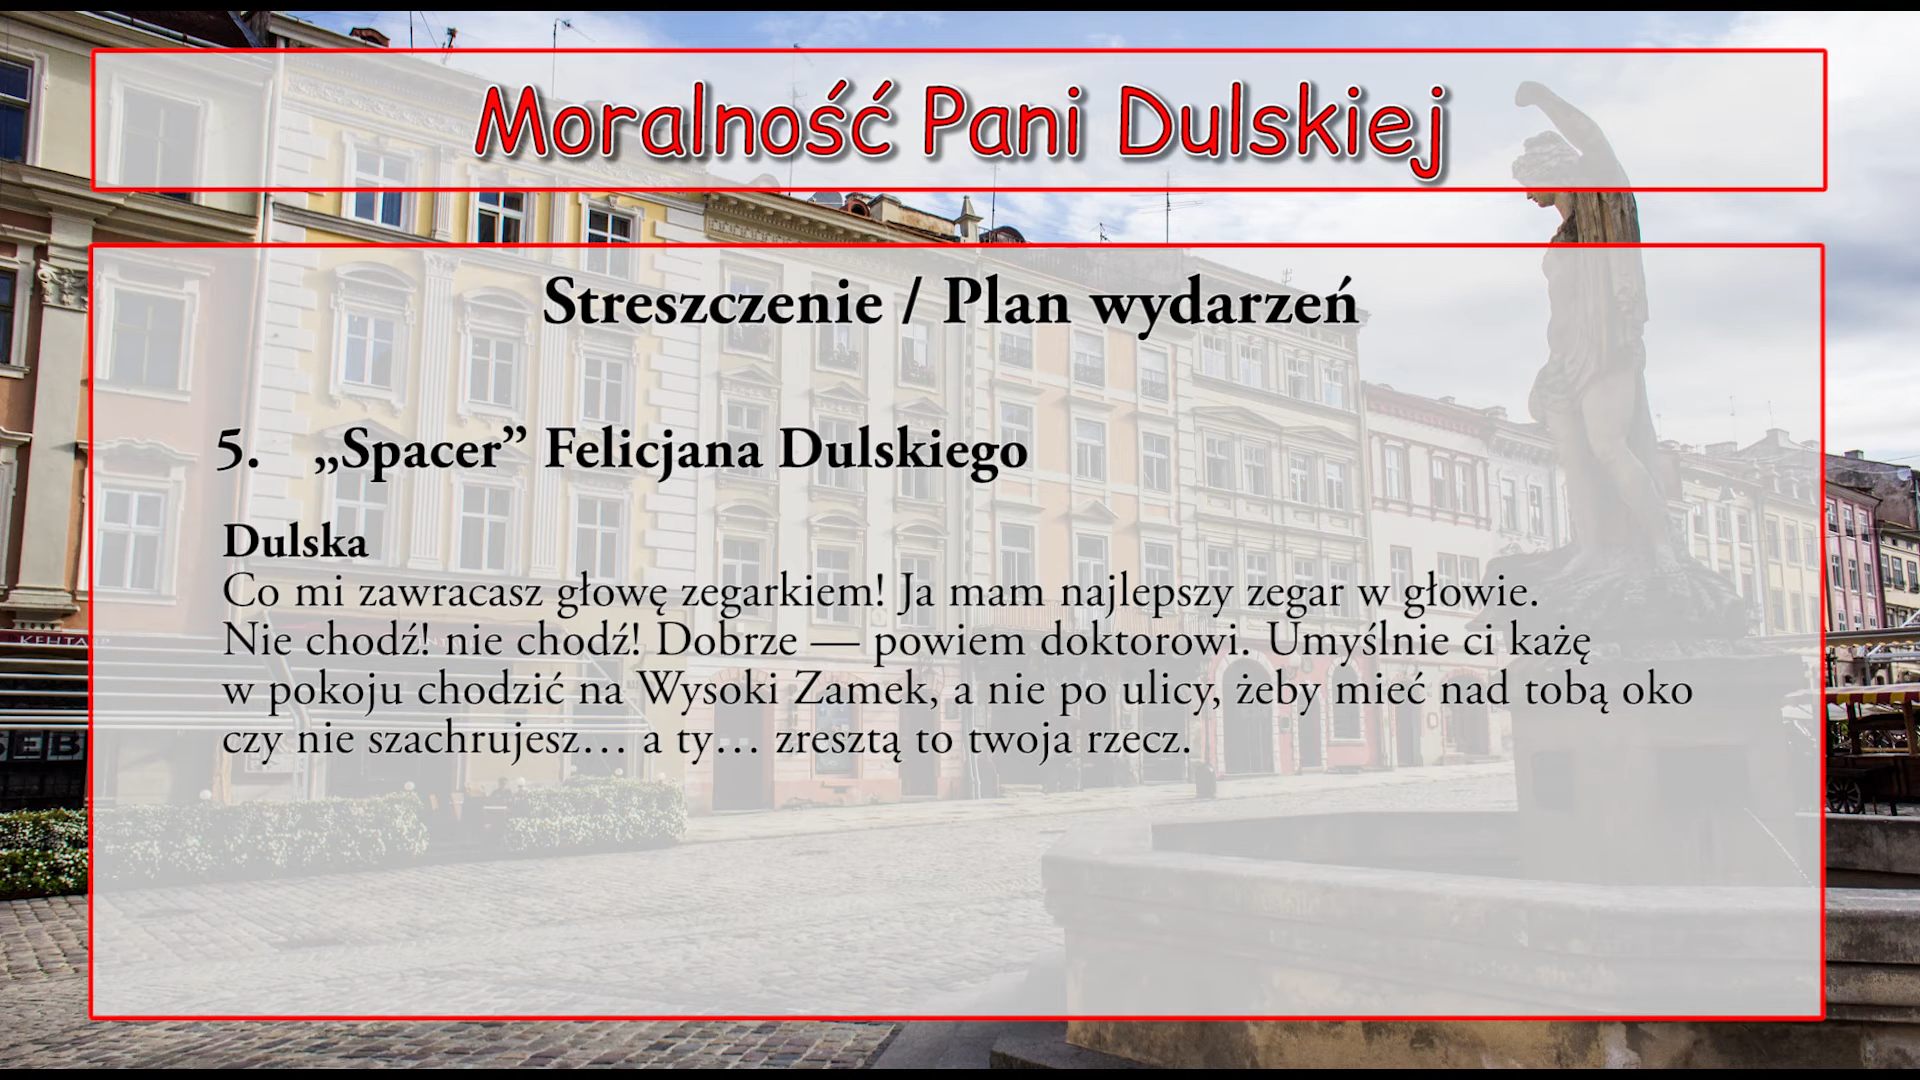 Moralność Pani Dulskiej
Streszczenie / Plan wydarzeń
5. „Spacer” Felicjana Dulskiego
Dulska
Co mi zawracasz głowę zegarkiem! Ja mam najlepszy zegar w głowie.
Nie chodź! nie chodź! Dobrze — powiem doktorowi. Umyślnie ci każę
w pokoju chodzić na Wysoki Zamek, a nie po ulicy, żeby mieć nad tobą oko
czy nie szachrujesz… a ty… zresztą to twoja rzecz.